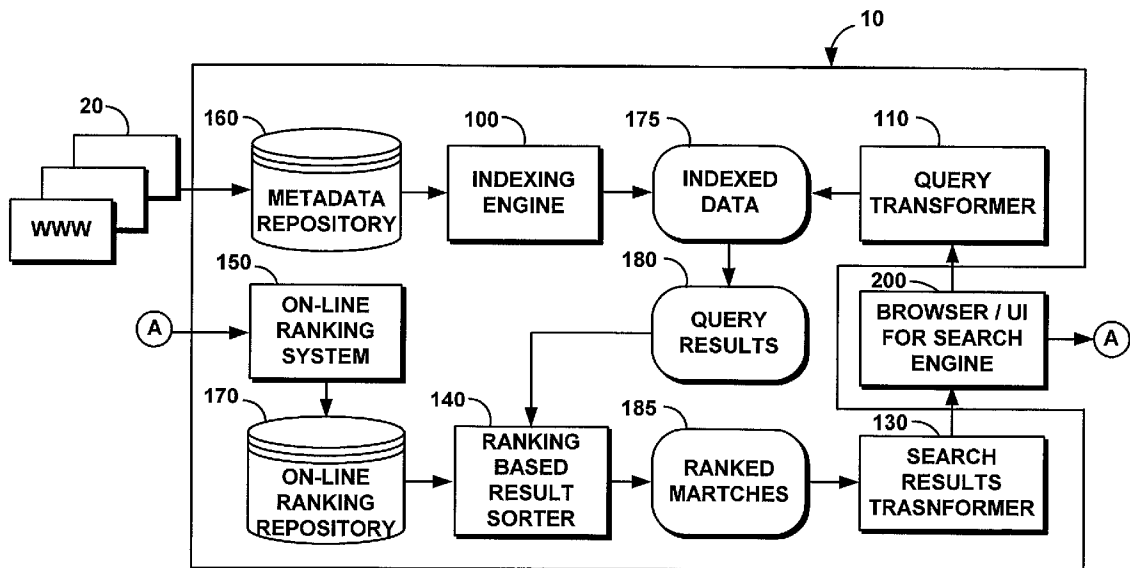 10
20
160
100
175
110
WWW
METADATA
REPOSITORY
INDEXING
ENGINE
INDEXED
DATA
QUERY
TRANSFORMER
150
180
200
A
ON-LINE
RANKING
SYSTEM
QUERY
RESULTS
BROWSER / UI
FOR SEARCH
ENGINE
A
170
140
185
130
ON-LINE
RANKING
REPOSITORY
RANKING
BASED
RESULT
SORTER
RANKED
MARTCHES
SEARCH
RESULTS
TRASNFORMER